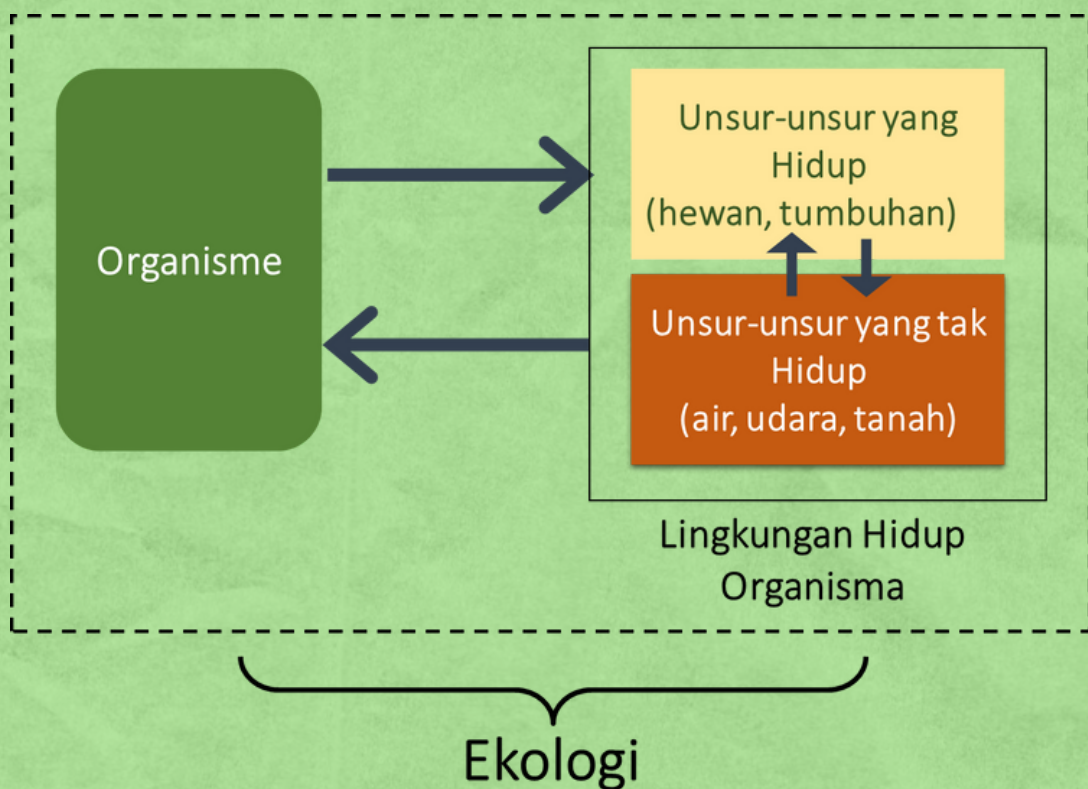 Organisme
Unsur-unsur yang
Hidup
(hewan, tumbuhan)
Unsur-unsur yang tak
Hidup
(air, udara, tanah)
Lingkungan Hidup
Organisma
Ekologi